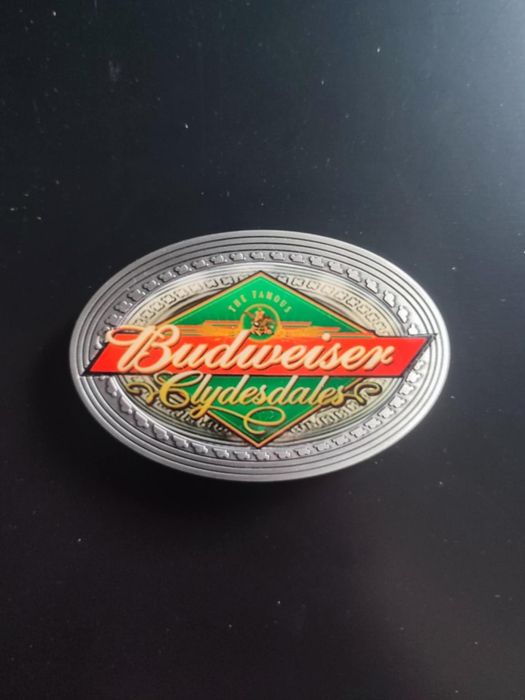 THE FAMOUS
Budweiser
Clydesdales